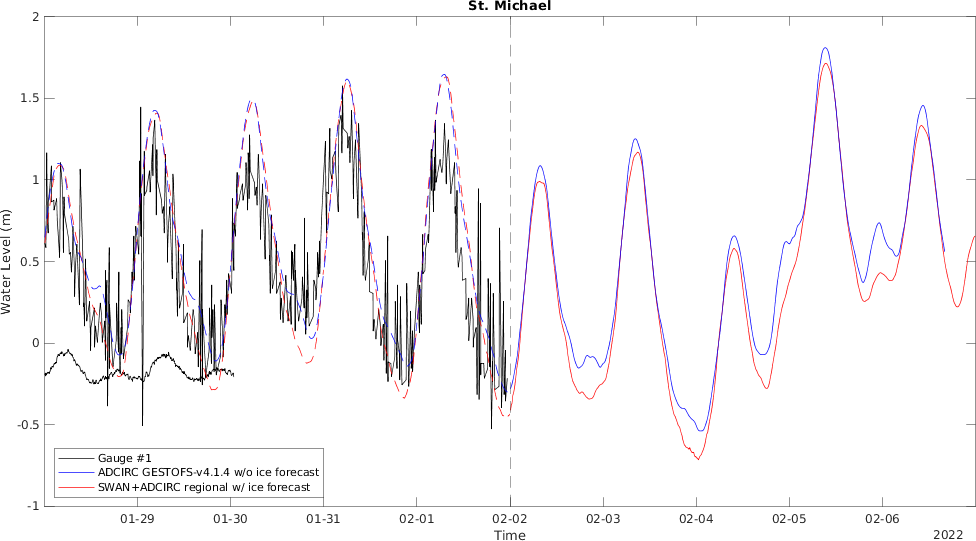 St. Michael
2
1.5
1
0.5
0
-0.5
-1
Water Level (m)
Gauge #1
ADCIRC GESTOFS-v4.1.4 w/o ice forecast
SWAN+ADCIRC regional w/ ice forecast
01-29 01-30 01-31 02-01 02-02 02-03 02-04 02-05 02-06
Time
2022